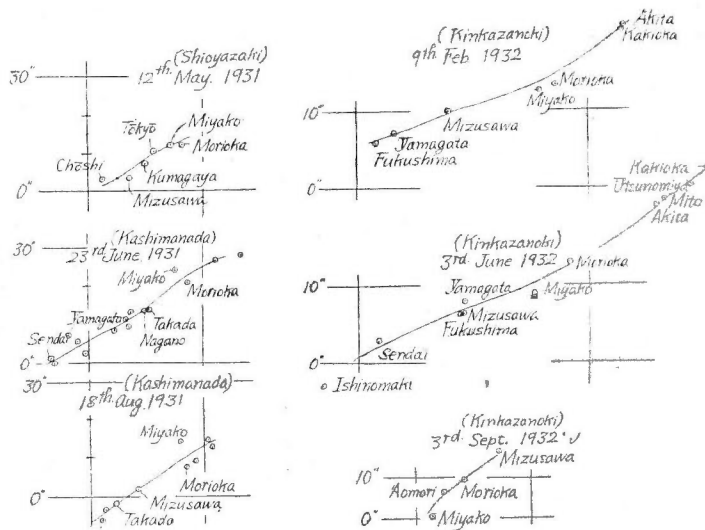 (Shioyazaki)
12th. May. 1931
30"
Miyako
Tōkyō
Morioka
Chōshi
Kumagaya
0"
Mizusawa
(Kashimanada)
23rd June, 1931
30"
Miyako
Morioka
Yamagata
Takada
Nagano
Sendai
0"
(Kashimanada)
18th Aug. 1931
30"
Miyako
Morioka
Mizusawa
0"
Takada
(Kinkazanoki)
9th Feb 1932
Akita
Kakioka
Morioka
Miyako
10"
Mizusawa
Yamagata
Fukushima
0"
(Kinkazanoki)
3rd. June 1932
Kakioka
Utsunomiya
Mito
Akita
Morioka
Miyako
10"
Yamagata
Mizusawa
Fukushima
Sendai
0"
Ishinomaki
(Kinkazanoki)
3rd. Sept. 1932
Mizusawa
10"
Aomori
Morioka
0"
Miyako